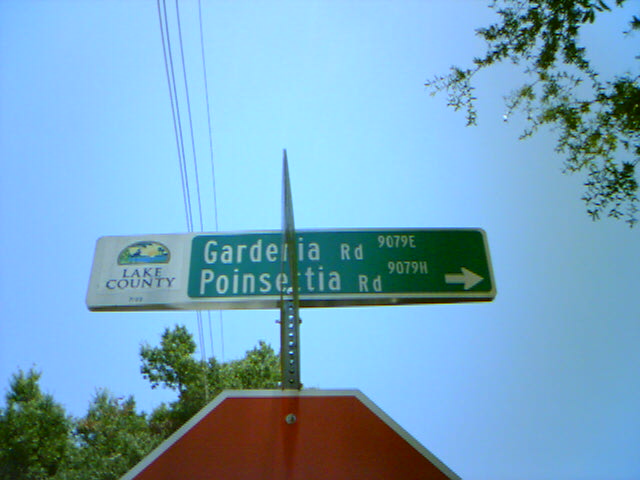 LAKE
COUNTY
Gardenia Rd 9079E
Poinsettia Rd 9079H